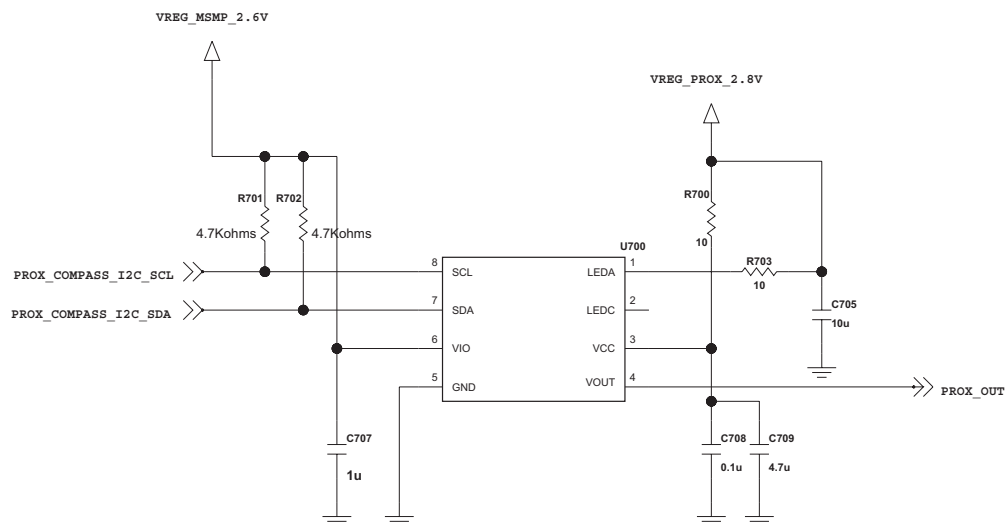 VREG_MSMP_2.6V
VREG_PROX_2.8V
R701
R702
R700
4.7Kohms
4.7Kohms
10
U700
R703
10
PROX_COMPASS_I2C_SCL
8
SCL
LEDA
1
PROX_COMPASS_I2C_SDA
7
SDA
LEDC
2
C705
10u
6
VIO
VCC
3
5
GND
VOUT
4
PROX_OUT
C707
1u
C708
0.1u
C709
4.7u